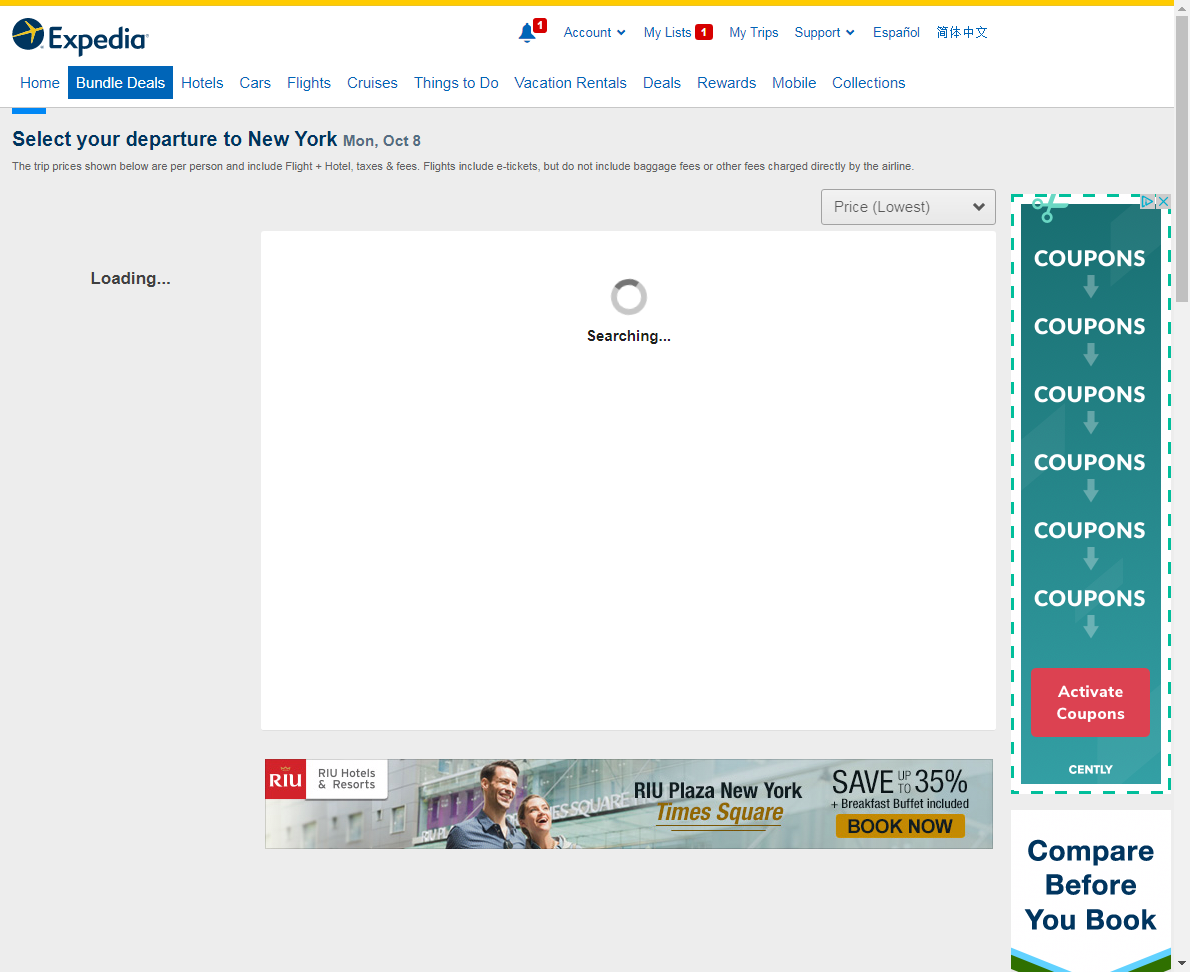 Expedia
1
Account
My Lists 1
My Trips
Support
Español
简体中文
Home
Bundle Deals
Hotels
Cars
Flights
Cruises
Things to Do
Vacation Rentals
Deals
Rewards
Mobile
Collections
Select your departure to New York Mon, Oct 8
The trip prices shown below are per person and include Flight + Hotel, taxes & fees. Flights include e-tickets, but do not include baggage fees or other fees charged directly by the airline.
Price (Lowest)
Loading...
Searching...
COUPONS
COUPONS
COUPONS
COUPONS
COUPONS
COUPONS
Activate
Coupons
CENTLY
RIU
RIU Hotels
& Resorts
RIU PLAZA
ESS SQUARE
RIU Plaza New York
Times Square
SAVE UP TO 35%
+ Breakfast Buffet included
BOOK NOW
Compare
Before
You Book